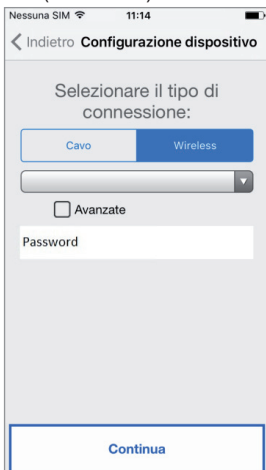 Nessuna SIM 11:14
Indietro Configurazione dispositivo
Selezionare il tipo di
connessione:
Cavo Wireless
Avanzate
Password
Continua